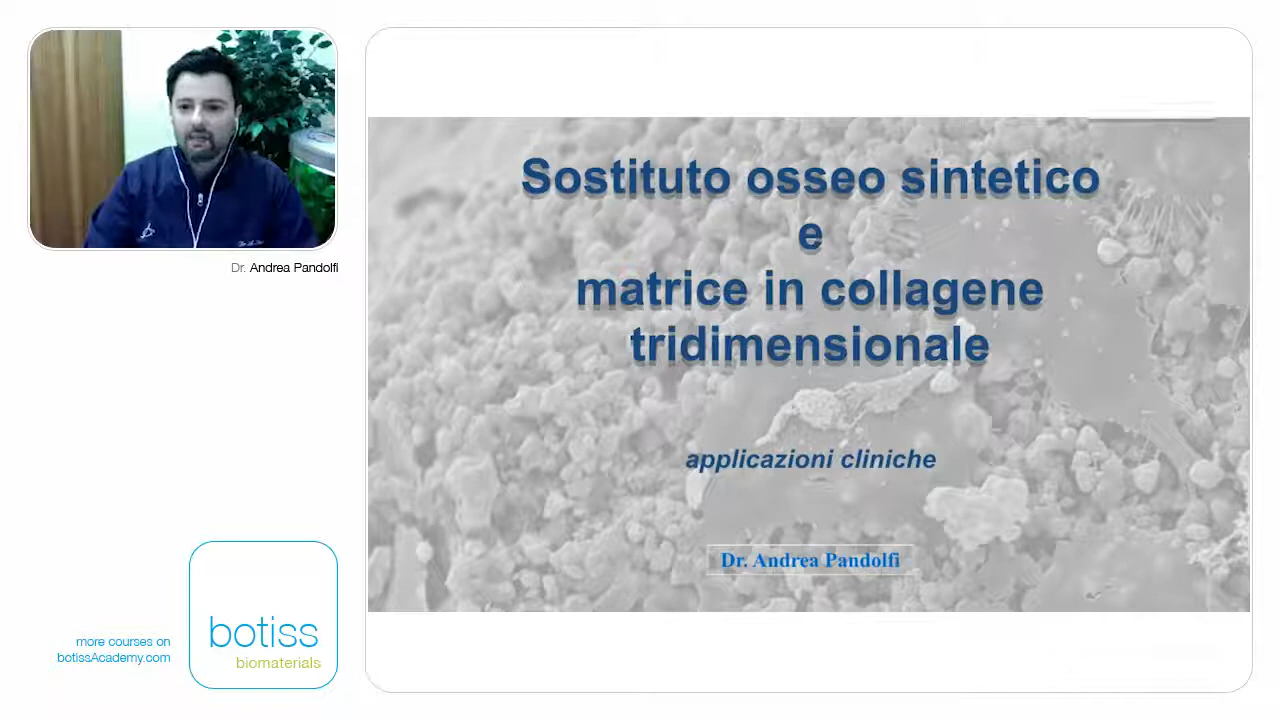 Dr. Andrea Pandolfi
Sostituto osseo sintetico
e
matrice in collagene
tridimensionale
applicazioni cliniche
Dr. Andrea Pandolfi
more courses on
botissAcademy.com
botiss
biomaterials